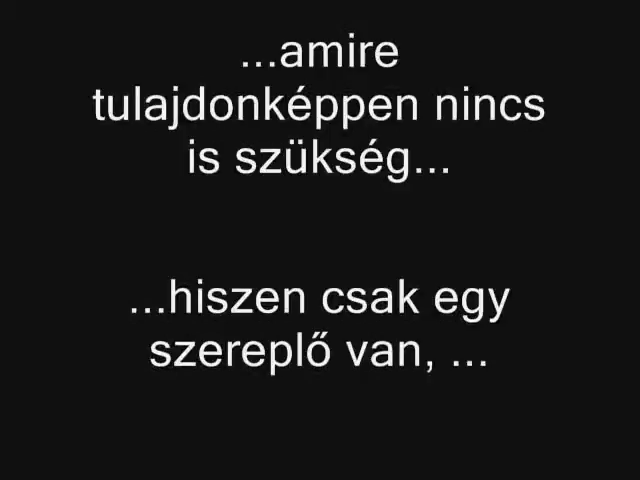 ...amire
tulajdonképpen nincs
is szükség...
...hiszen csak egy
szereplő van, ...